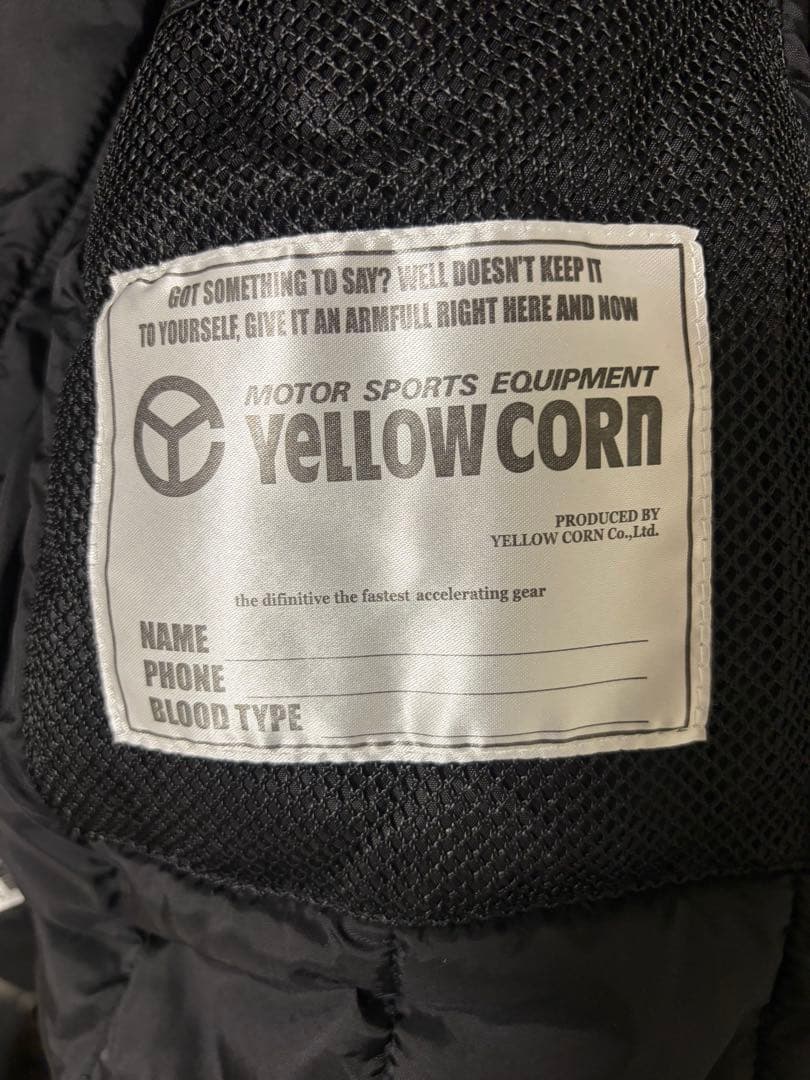 GOT SOMETHING TO SAY? WELL DOESN'T KEEP IT
TO YOURSELF, GIVE IT AN ARMFULL RIGHT HERE AND NOW
MOTOR SPORTS EQUIPMENT
YeLLOW CORn
PRODUCED BY
YELLOW CORN Co.,Ltd.
the difinitive the fastest accelerating gear
NAME
PHONE
BLOOD TYPE